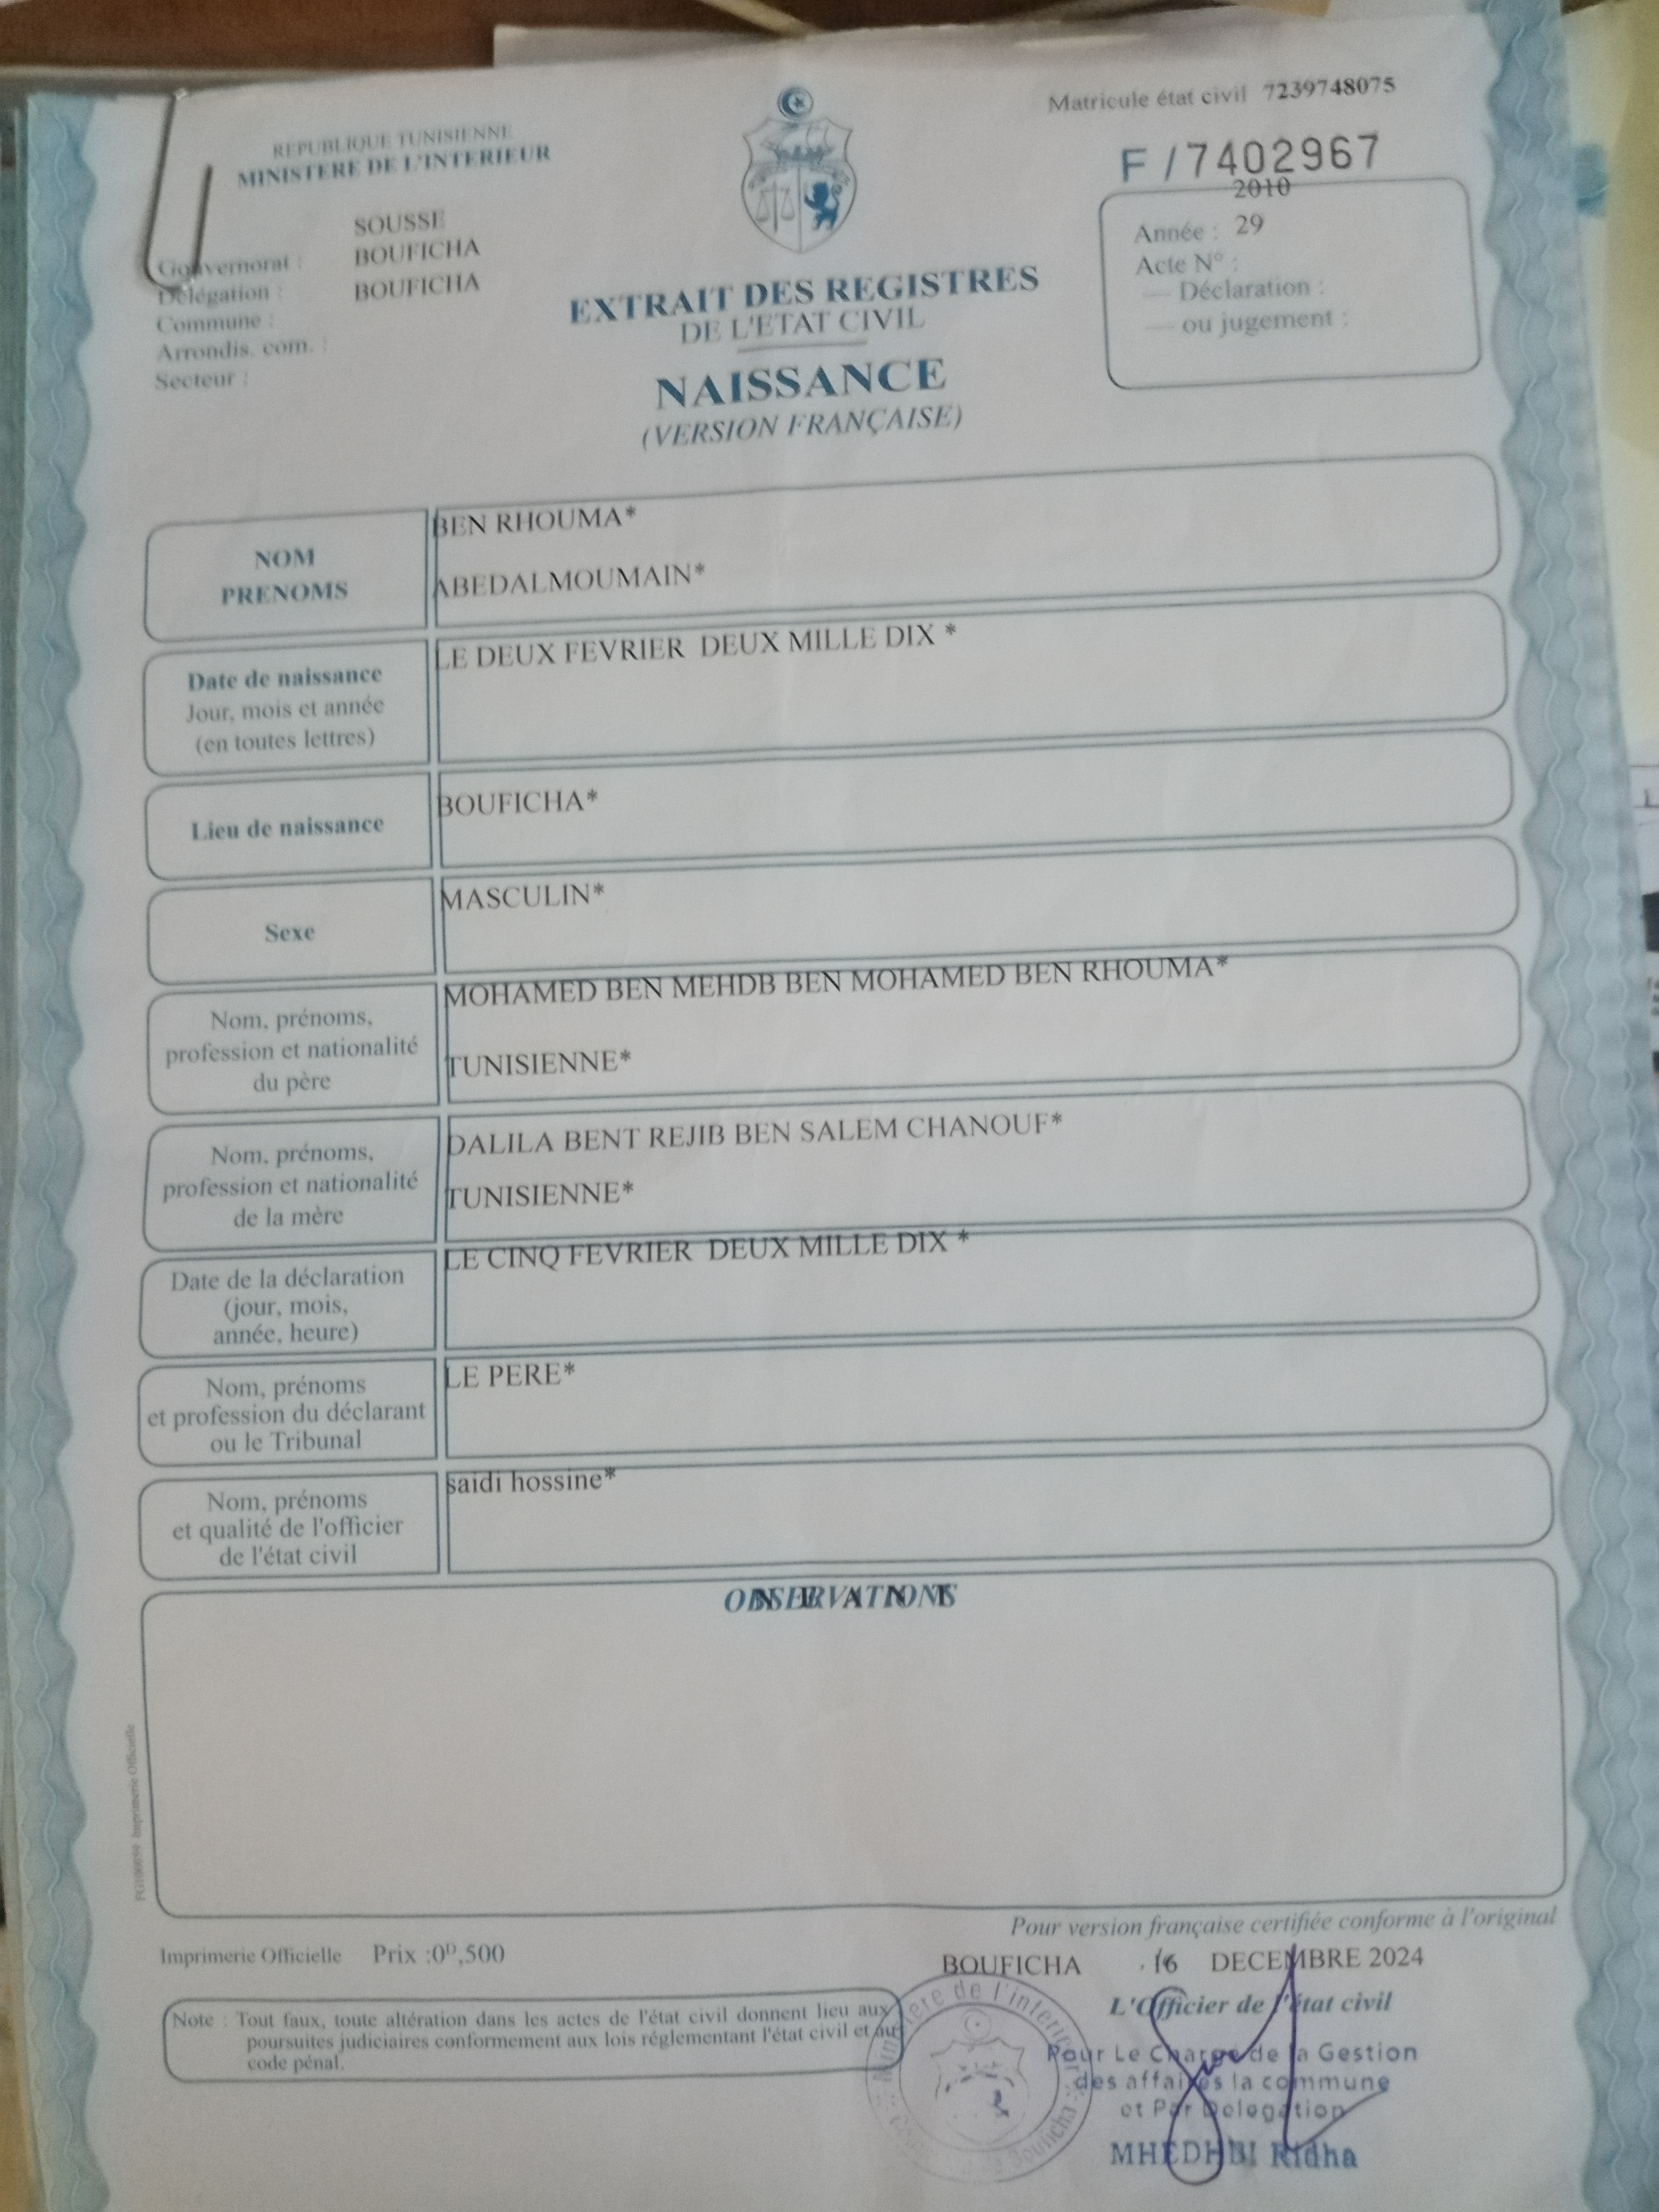 REPUBLIQUE TUNISIENNE
MINISTERE DE L'INTERIEUR
Matricule état civil 7239748075
F / 7402967
2010
Année : 29
Acte N° :
— Déclaration :
— ou jugement :
SOUSSE
BOUFICHA
BOUFICHA
Gouvernorat :
Délégation :
Commune :
Arrondis. com. :
Secteur :
EXTRAIT DES REGISTRES
DE L'ETAT CIVIL
NAISSANCE
(VERSION FRANÇAISE)
NOM
PRENOMS
BEN RHOUMA*
ABEDALMOUMAIN*
Date de naissance
Jour, mois et année
(en toutes lettres)
LE DEUX FEVRIER DEUX MILLE DIX *
Lieu de naissance
BOUFICHA*
Sexe
MASCULIN*
Nom, prénoms,
profession et nationalité
du père
MOHAMED BEN MEHDB BEN MOHAMED BEN RHOUMA*
TUNISIENNE*
Nom, prénoms,
profession et nationalité
de la mère
DALILA BENT REJIB BEN SALEM CHANOUF*
TUNISIENNE*
Date de la déclaration
(jour, mois,
année, heure)
LE CINQ FEVRIER DEUX MILLE DIX *
Nom, prénoms
et profession du déclarant
ou le Tribunal
LE PERE*
Nom, prénoms
et qualité de l'officier
de l'état civil
saidi hossine*
OBSERVATIONS
Imprimerie Officielle
Pour version française certifiée conforme à l'original
Imprimerie Officielle Prix :0ᴰ,500
BOUFICHA 16 DECEMBRE 2024
L'Officier de l'état civil
Note : Tout faux, toute altération dans les actes de l'état civil donnent lieu aux
poursuites judiciaires conformement aux lois réglementant l'état civil et au
code pénal.
Ministère de l'intérieur
Bouficha
Pour Le Chargé de la Gestion
des affaires la commune
et Par Delegation
MHEDHBI Ridha